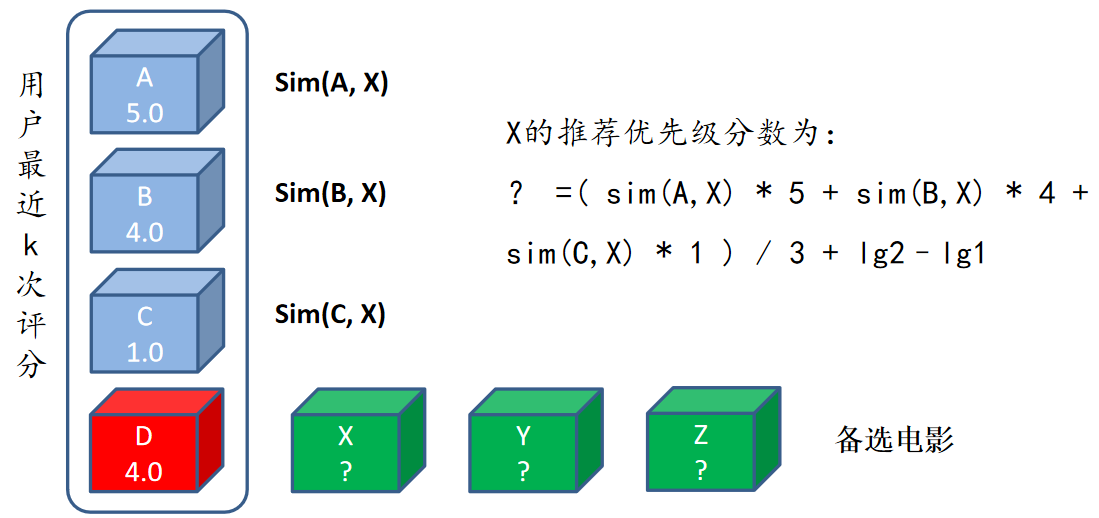 用户最近k次评分
A
5.0
Sim(A, X)
B
4.0
Sim(B, X)
C
1.0
Sim(C, X)
X的推荐优先级分数为:
? =( sim(A,X) * 5 + sim(B,X) * 4 +
sim(C,X) * 1 ) / 3 + lg2–lg1
D
4.0
X
?
Y
?
Z
?
备选电影